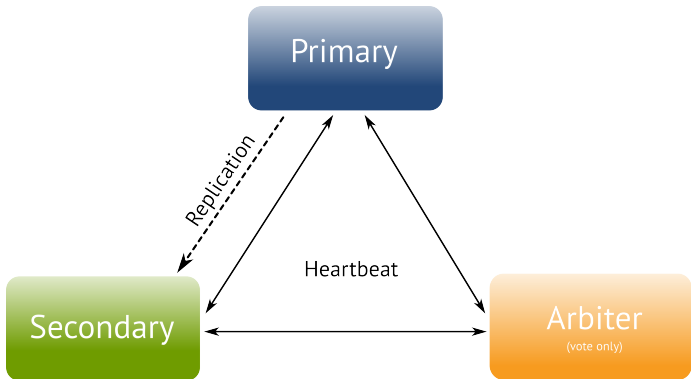 Primary
Replication
Heartbeat
Secondary
Arbiter
(vote only)